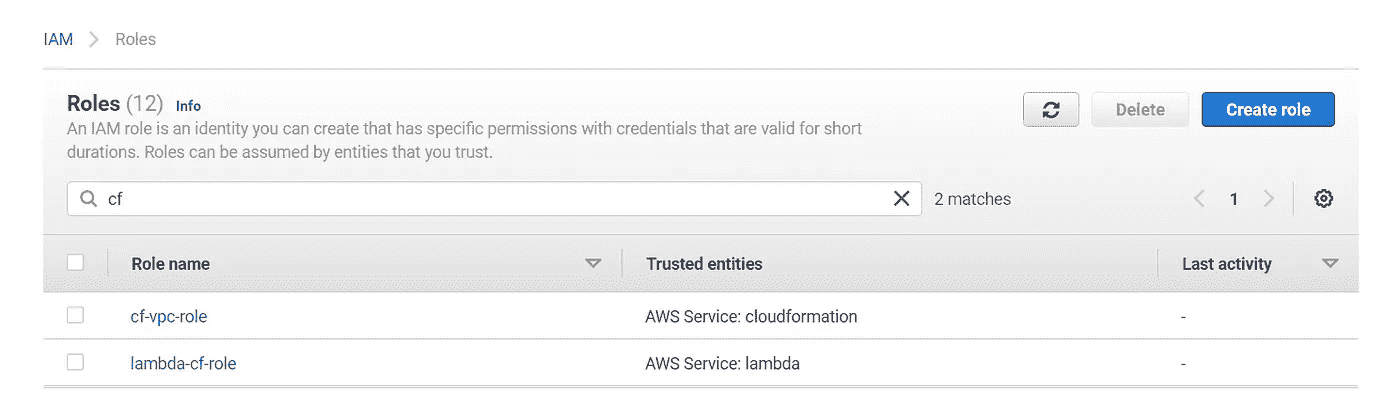 IAM > Roles
Roles (12) Info
Delete
Create role
An IAM role is an identity you can create that has specific permissions with credentials that are valid for short
durations. Roles can be assumed by entities that you trust.
cf
2 matches
1
Role name Trusted entities Last activity
cf-vpc-role AWS Service: cloudformation -
lambda-cf-role AWS Service: lambda -